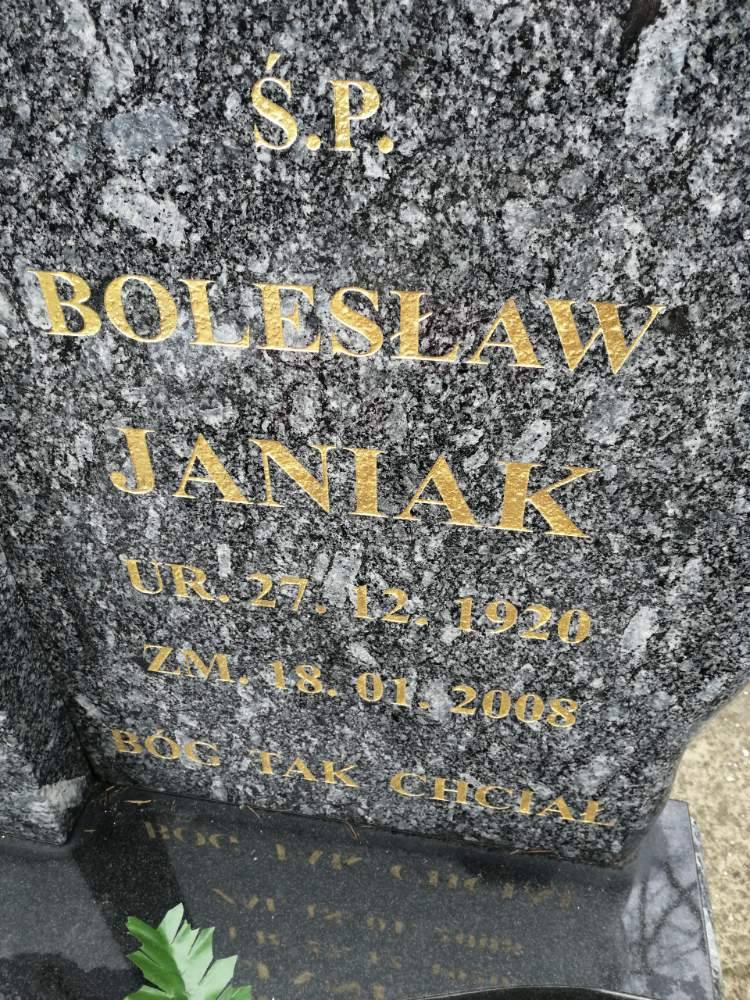 Ś.P.
BOLESŁAW
JANIAK
UR. 27. 12. 1920
ZM. 18. 01. 2008
BÓG TAK CHCIAŁ